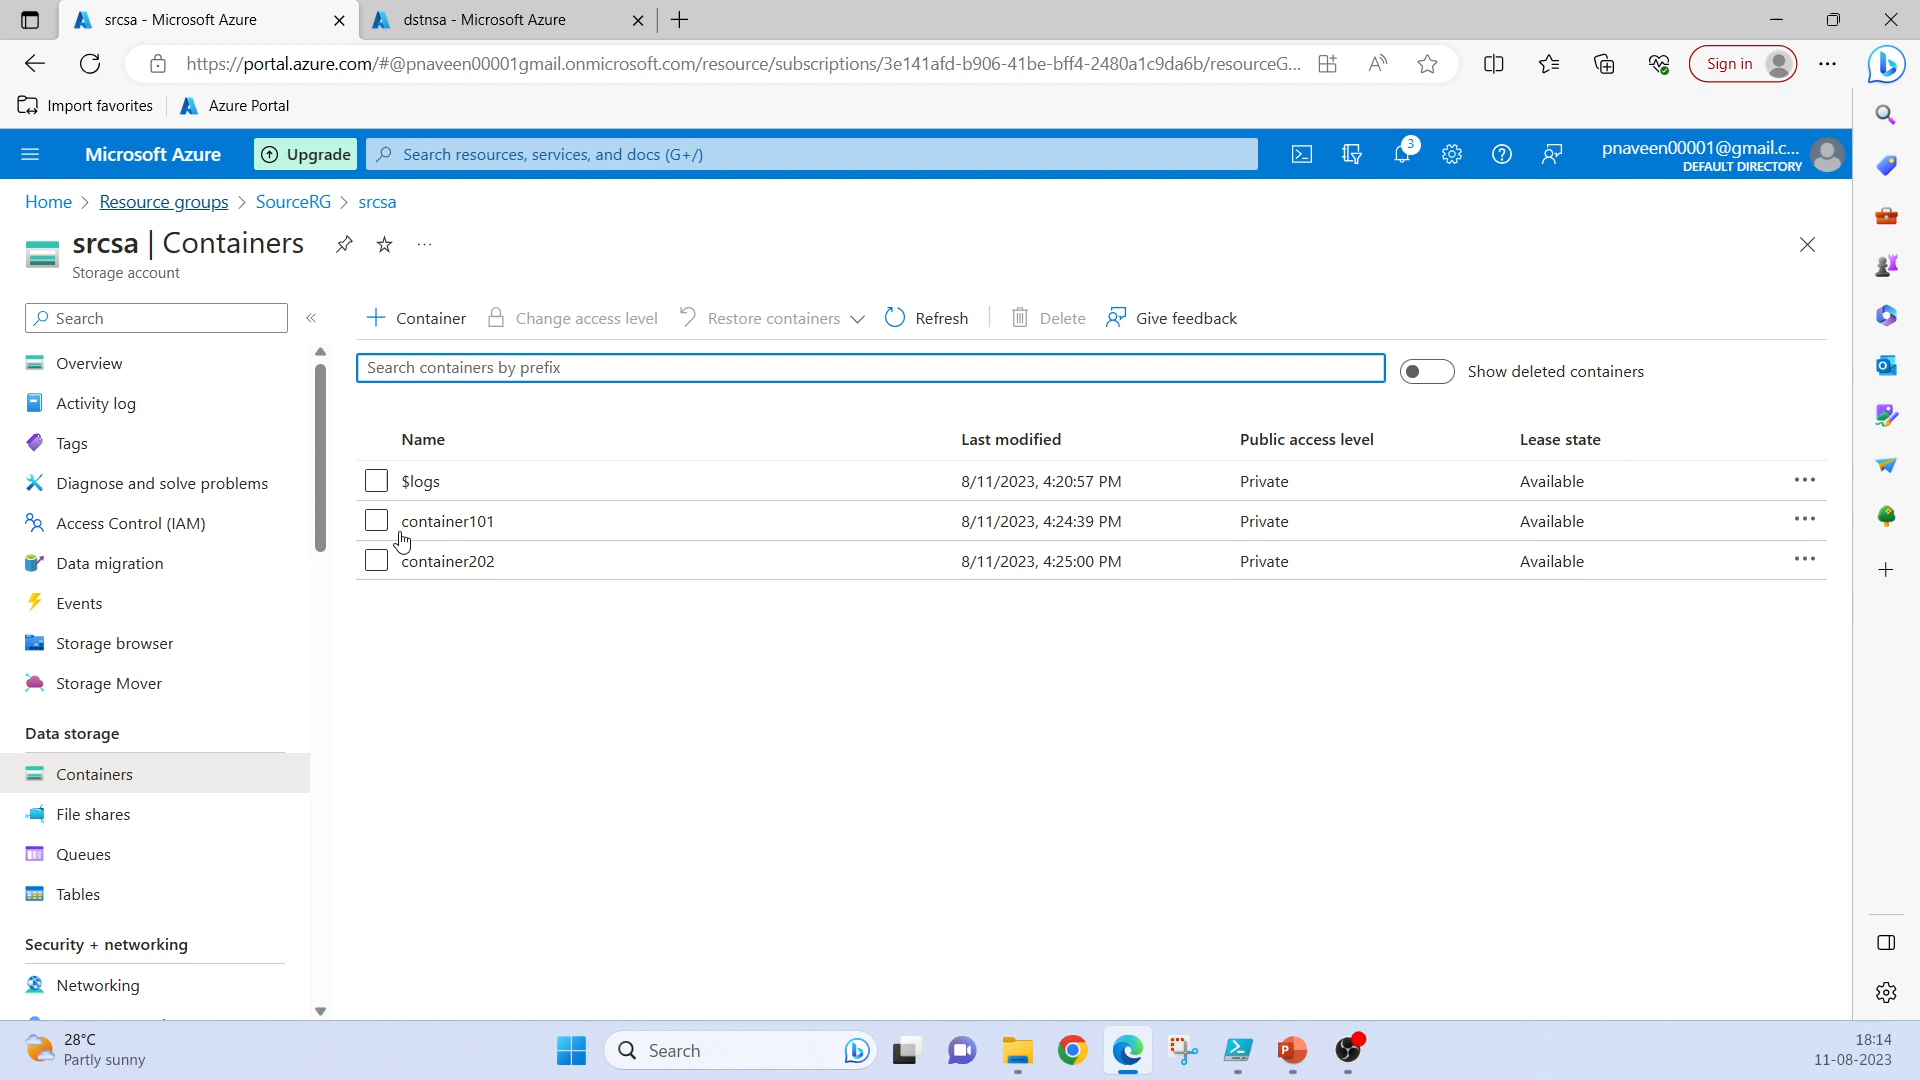 srcsa - Microsoft Azure
dstnsa - Microsoft Azure
https://portal.azure.com/#@pnaveen00001gmail.onmicrosoft.com/resource/subscriptions/3e141afd-b906-41be-bff4-2480a1c9da6b/resourceG...
Sign in
Import favorites
Azure Portal
Microsoft Azure
Upgrade
Search resources, services, and docs (G+/)
3
pnaveen00001@gmail.c...
DEFAULT DIRECTORY
Home > Resource groups > SourceRG > srcsa
srcsa | Containers
Storage account
Search
Container
Change access level
Restore containers
Refresh
Delete
Give feedback
Search containers by prefix
Show deleted containers
Overview
Activity log
Tags
Diagnose and solve problems
Access Control (IAM)
Data migration
Events
Storage browser
Storage Mover
Data storage
Containers
File shares
Queues
Tables
Security + networking
Networking
Name Last modified Public access level Lease state
$logs 8/11/2023, 4:20:57 PM Private Available
container101 8/11/2023, 4:24:39 PM Private Available
container202 8/11/2023, 4:25:00 PM Private Available
28°C
Partly sunny
Search
18:14
11-08-2023